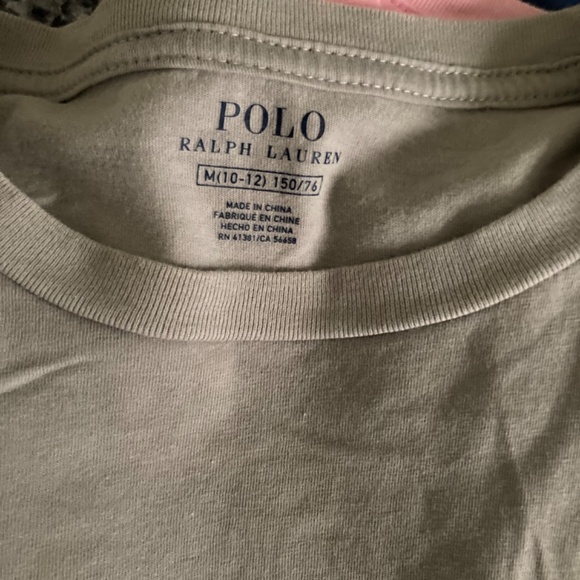 POLO
RALPH LAUREN
M(10-12) 150/76
MADE IN CHINA
FABRIQUÉ EN CHINE
HECHO EN CHINA
RN 41381/CA 56658